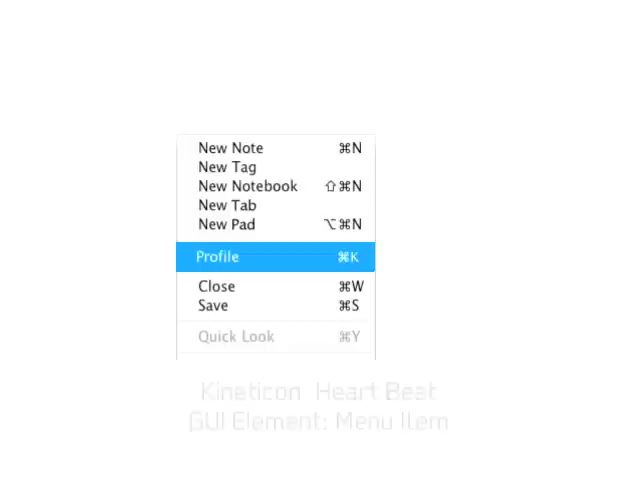 New Note ⌘N
New Tag
New Notebook ⇧⌘N
New Tab
New Pad ⌥⌘N
Profile ⌘K
Close ⌘W
Save ⌘S
Quick Look ⌘Y
Kineticon Heart Beat
GUI Element: Menu Item